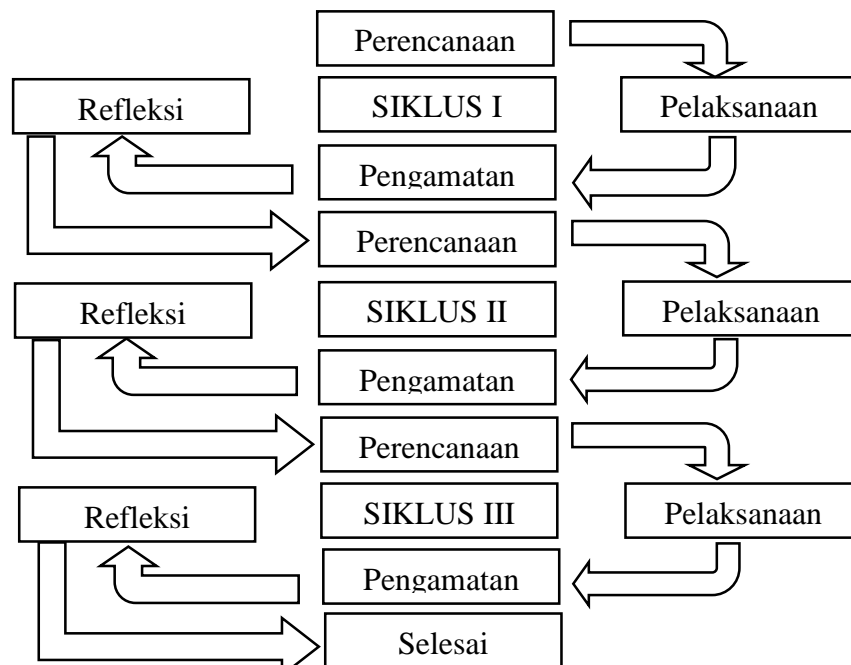 Perencanaan
Refleksi
SIKLUS I
Pelaksanaan
Pengamatan
Perencanaan
Refleksi
SIKLUS II
Pelaksanaan
Pengamatan
Perencanaan
Refleksi
SIKLUS III
Pelaksanaan
Pengamatan
Selesai